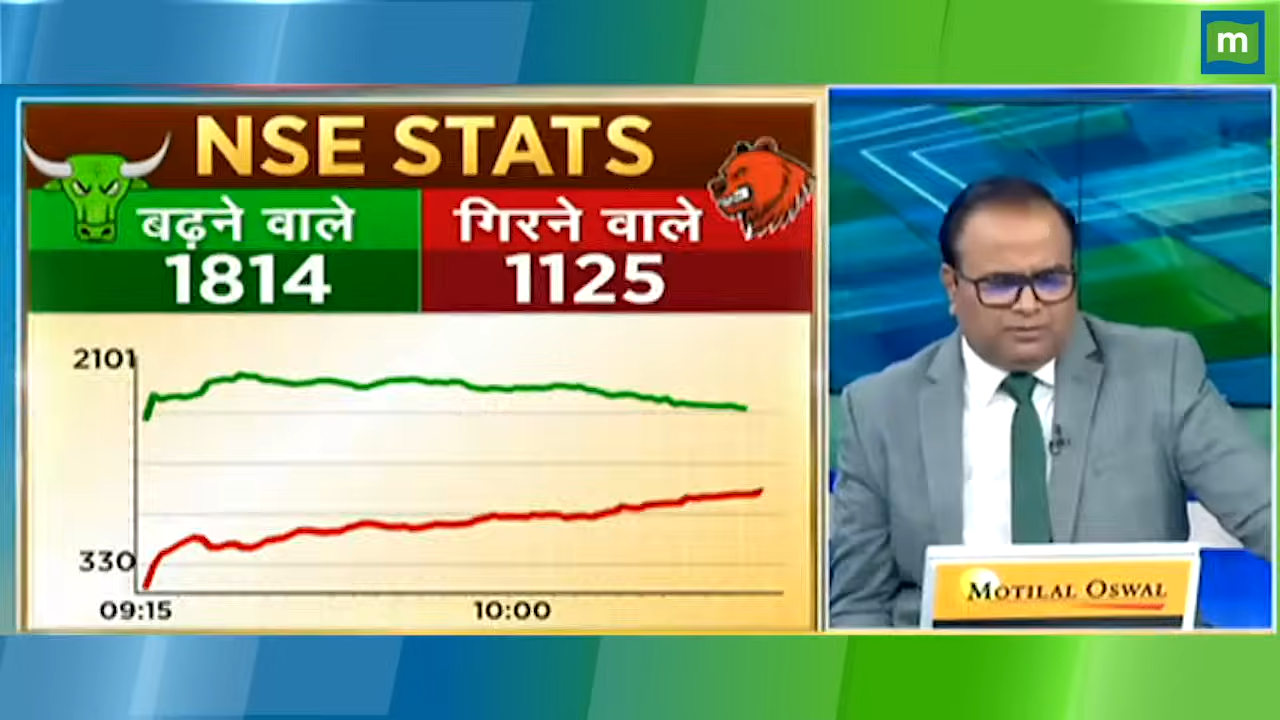 m
NSE STATS
बढ़ने वाले
1814
गिरने वाले
1125
2101
330
09:15
10:00
MOTILAL OSWAL